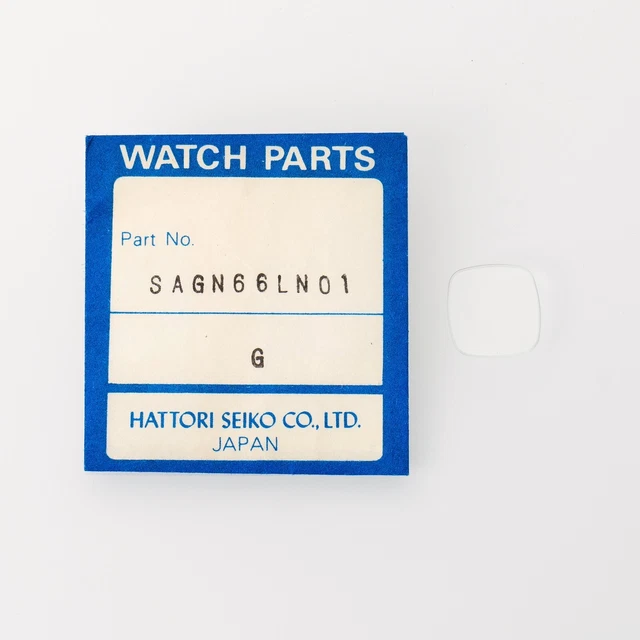 WATCH PARTS
Part No.
SAGN66LN01
G
HATTORI SEIKO CO., LTD.
JAPAN